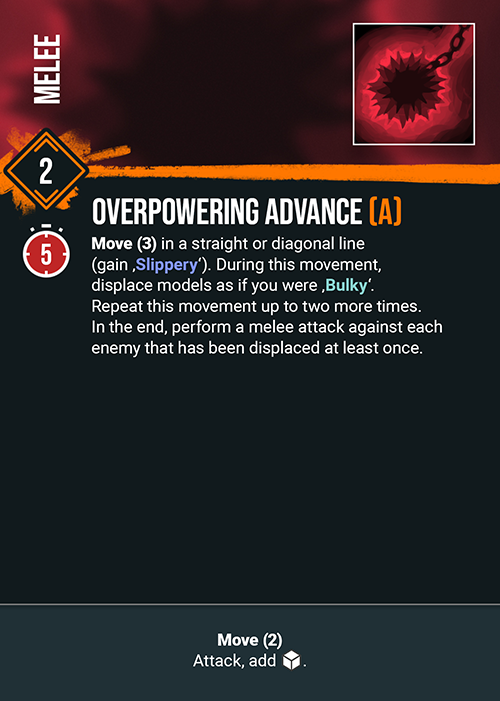 MELEE
2
OVERPOWERING ADVANCE (A)
5
Move (3) in a straight or diagonal line
(gain ‚Slippery‘). During this movement,
displace models as if you were ‚Bulky‘.
Repeat this movement up to two more times.
In the end, perform a melee attack against each
enemy that has been displaced at least once.
Move (2)
Attack, add .